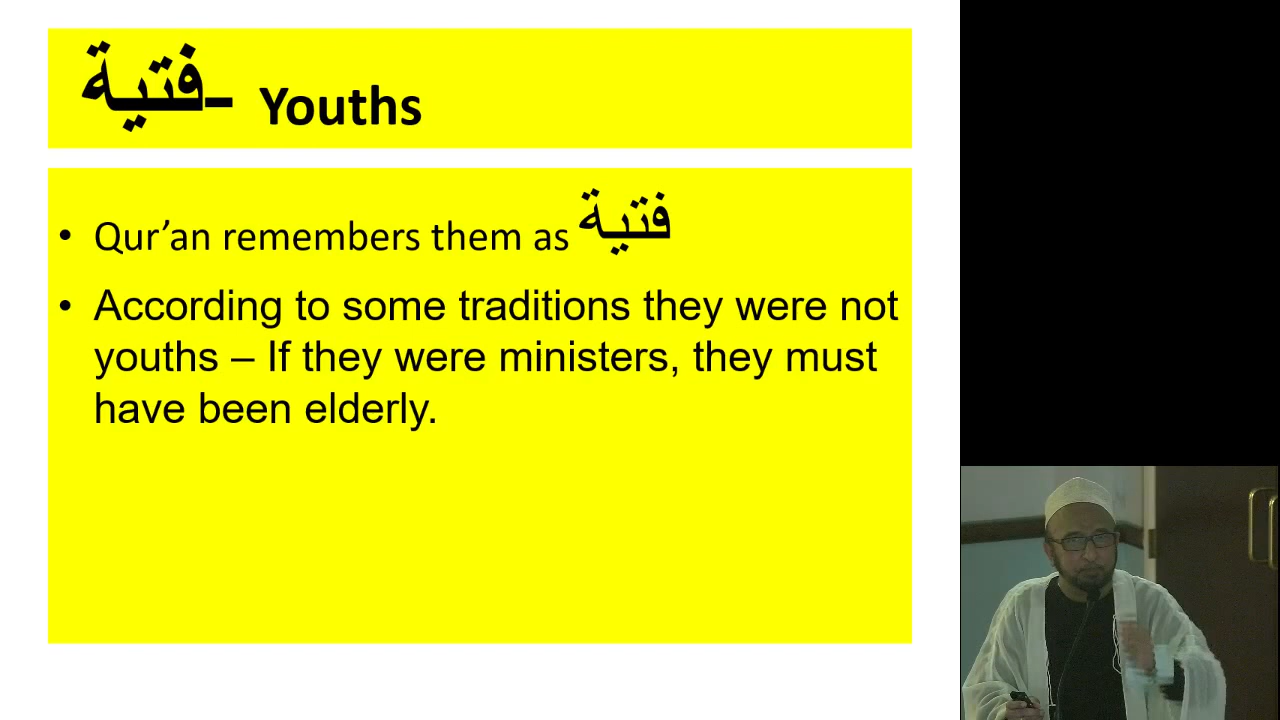 فتية- Youths
• Qur’an remembers them as فتية
• According to some traditions they were not
youths – If they were ministers, they must
have been elderly.